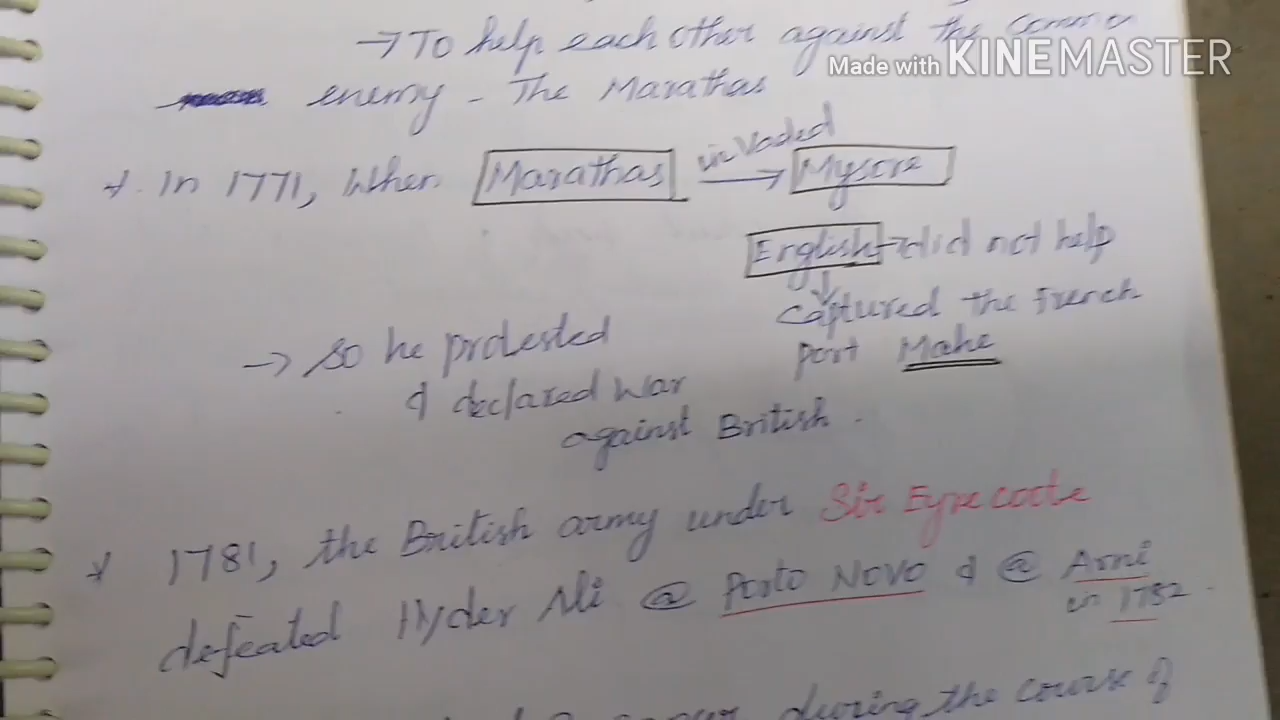 → To help each other against the common
Made with KINEMASTER
enemy - The Marathas
In 1771, When Marathas → invaded Mysore
English → did not help
↓
Captured the French
port Mahe
→ So he protested
& declared war
against British.
1781, the British army under Sir Eyre coote
defeated Hyder Ali @ Porto Novo & @ Arni
in 1782.
during the course of